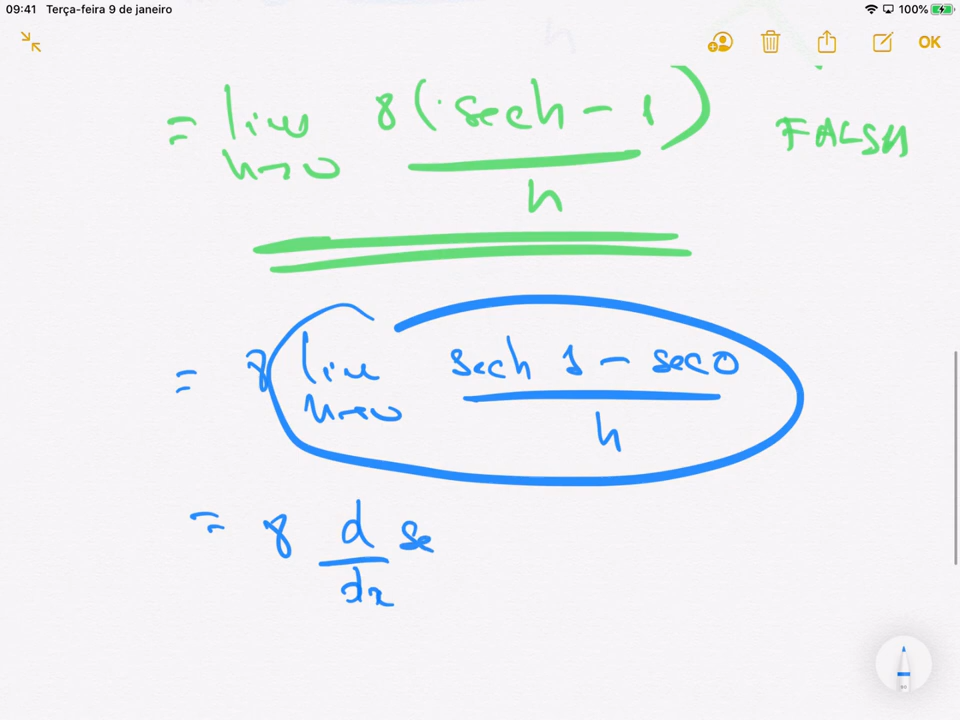 09:41 Terça-feira 9 de janeiro 100%
OK
= lim h→0 8(sech - 1) / h FALSH
= 8 lim h→0 sech 1 - sec0 / h
= 8 d/dx se